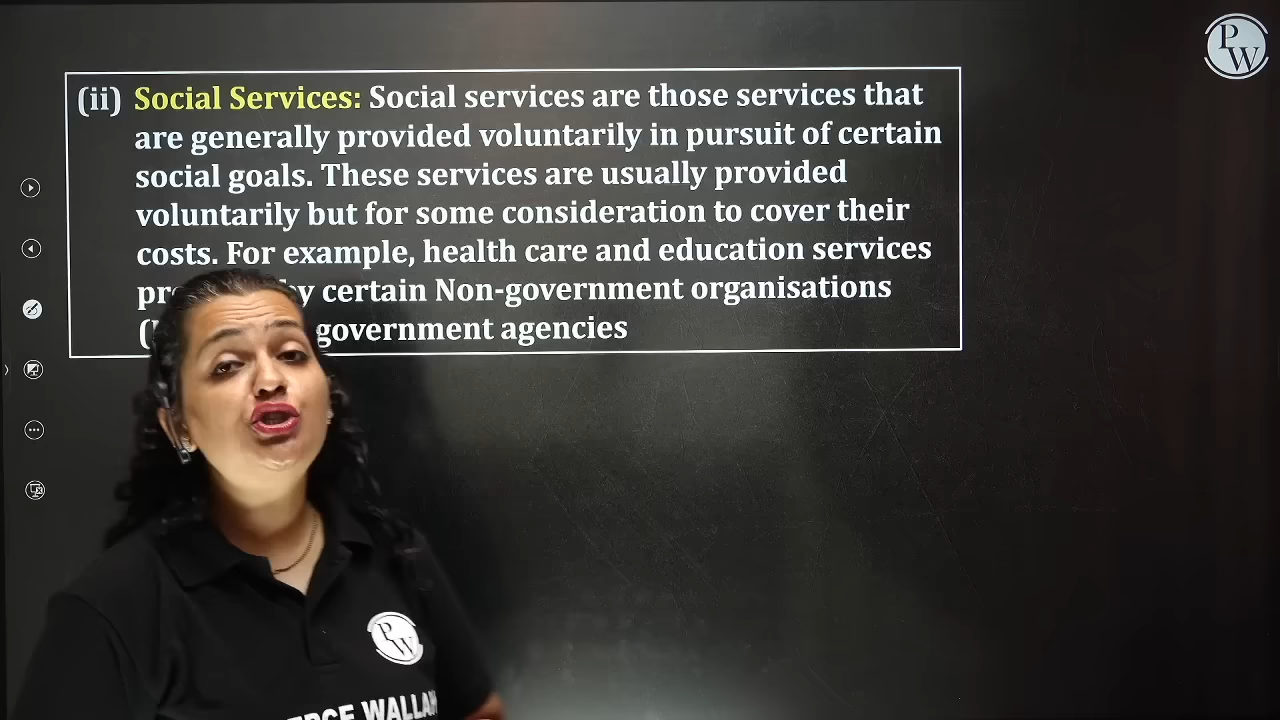 PW
(ii) Social Services: Social services are those services that
are generally provided voluntarily in pursuit of certain
social goals. These services are usually provided
voluntarily but for some consideration to cover their
costs. For example, health care and education services
by certain Non-government organisations
government agencies
PW
WALLAH